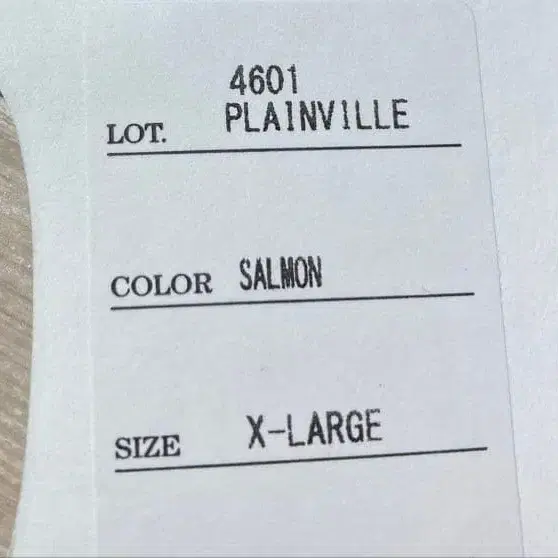 4601
LOT. PLAINVILLE
COLOR SALMON
SIZE X-LARGE